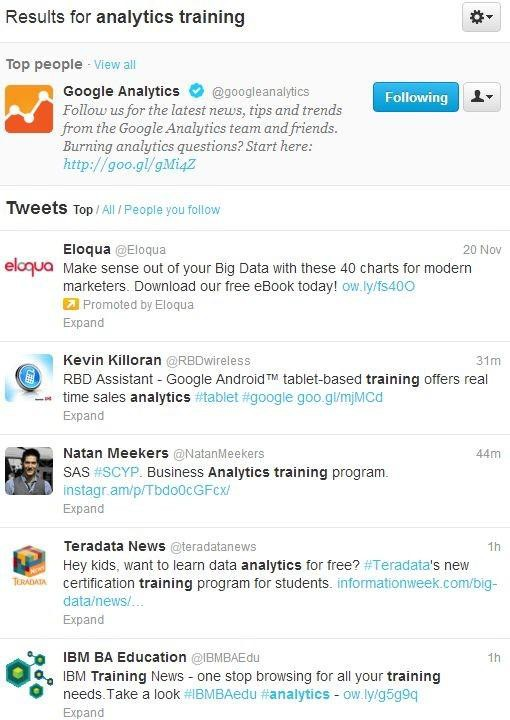 Results for analytics training
Top people · View all
Google Analytics @googleanalytics
Following
Follow us for the latest news, tips and trends
from the Google Analytics team and friends.
Burning analytics questions? Start here:
http://goo.gl/gMi4Z
Tweets Top / All / People you follow
eloqua
Eloqua @Eloqua 20 Nov
Make sense out of your Big Data with these 40 charts for modern
marketers. Download our free eBook today! ow.ly/fs40O
Promoted by Eloqua
Expand
Kevin Killoran @RBDwireless 31m
RBD Assistant - Google Android™ tablet-based training offers real
time sales analytics #tablet #google goo.gl/mjMCd
Expand
Natan Meekers @NatanMeekers 44m
SAS #SCYP. Business Analytics training program.
instagr.am/p/Tbdo0cGFcx/
Expand
TERADATA
Teradata News @teradatanews 1h
Hey kids, want to learn data analytics for free? #Teradata's new
certification training program for students. informationweek.com/big-
data/news/...
Expand
IBM BA Education @IBMBAEdu 1h
IBM Training News - one stop browsing for all your training
needs.Take a look #IBMBAedu #analytics - ow.ly/g5g9q
Expand